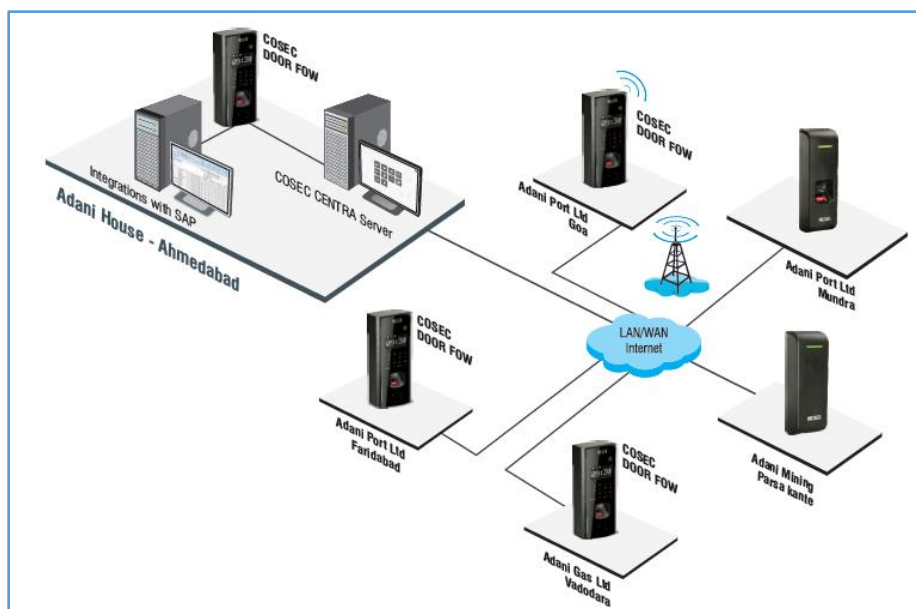 COSEC
DOOR FOW
Integrations with SAP
COSEC CENTRA Server
Adani House - Ahmedabad
COSEC
DOOR FOW
Adani Port Ltd
Goa
Adani Port Ltd
Mundra
LAN/WAN
Internet
COSEC
DOOR FOW
Adani Port Ltd
Faridabad
Adani Mining
Parsa kante
COSEC
DOOR FOW
Adani Gas Ltd
Vadodara